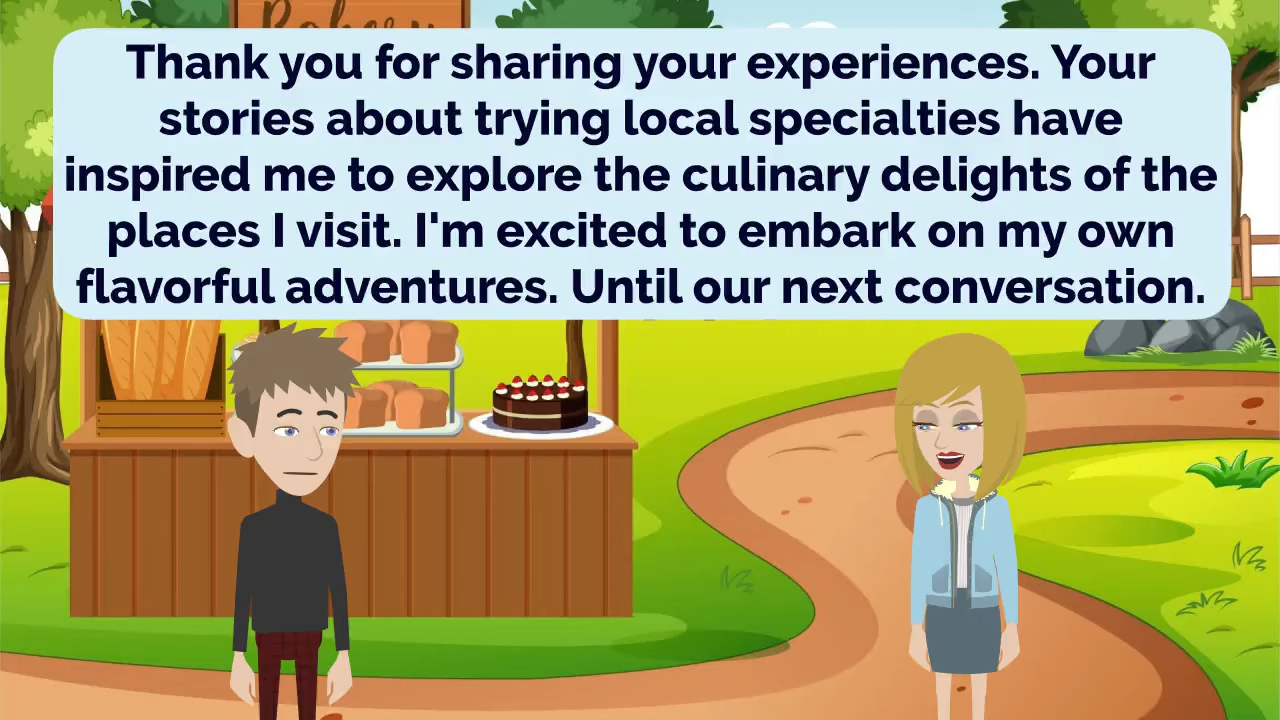 Bakery
Thank you for sharing your experiences. Your
stories about trying local specialties have
inspired me to explore the culinary delights of the
places I visit. I'm excited to embark on my own
flavorful adventures. Until our next conversation.